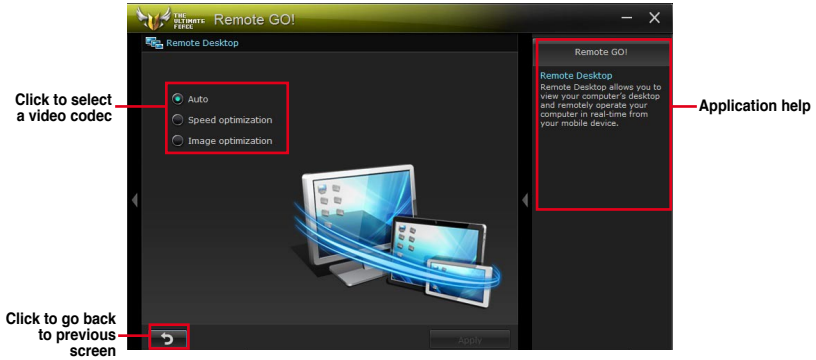 THE
ULTIMATE
FORCE
Remote GO!
Remote Desktop
Auto
Speed optimization
Image optimization
Click to select
a video codec
Click to go back
to previous
screen
Apply
Remote GO!
Remote Desktop
Remote Desktop allows you to
view your computer's desktop
and remotely operate your
computer in real-time from
your mobile device.
Application help